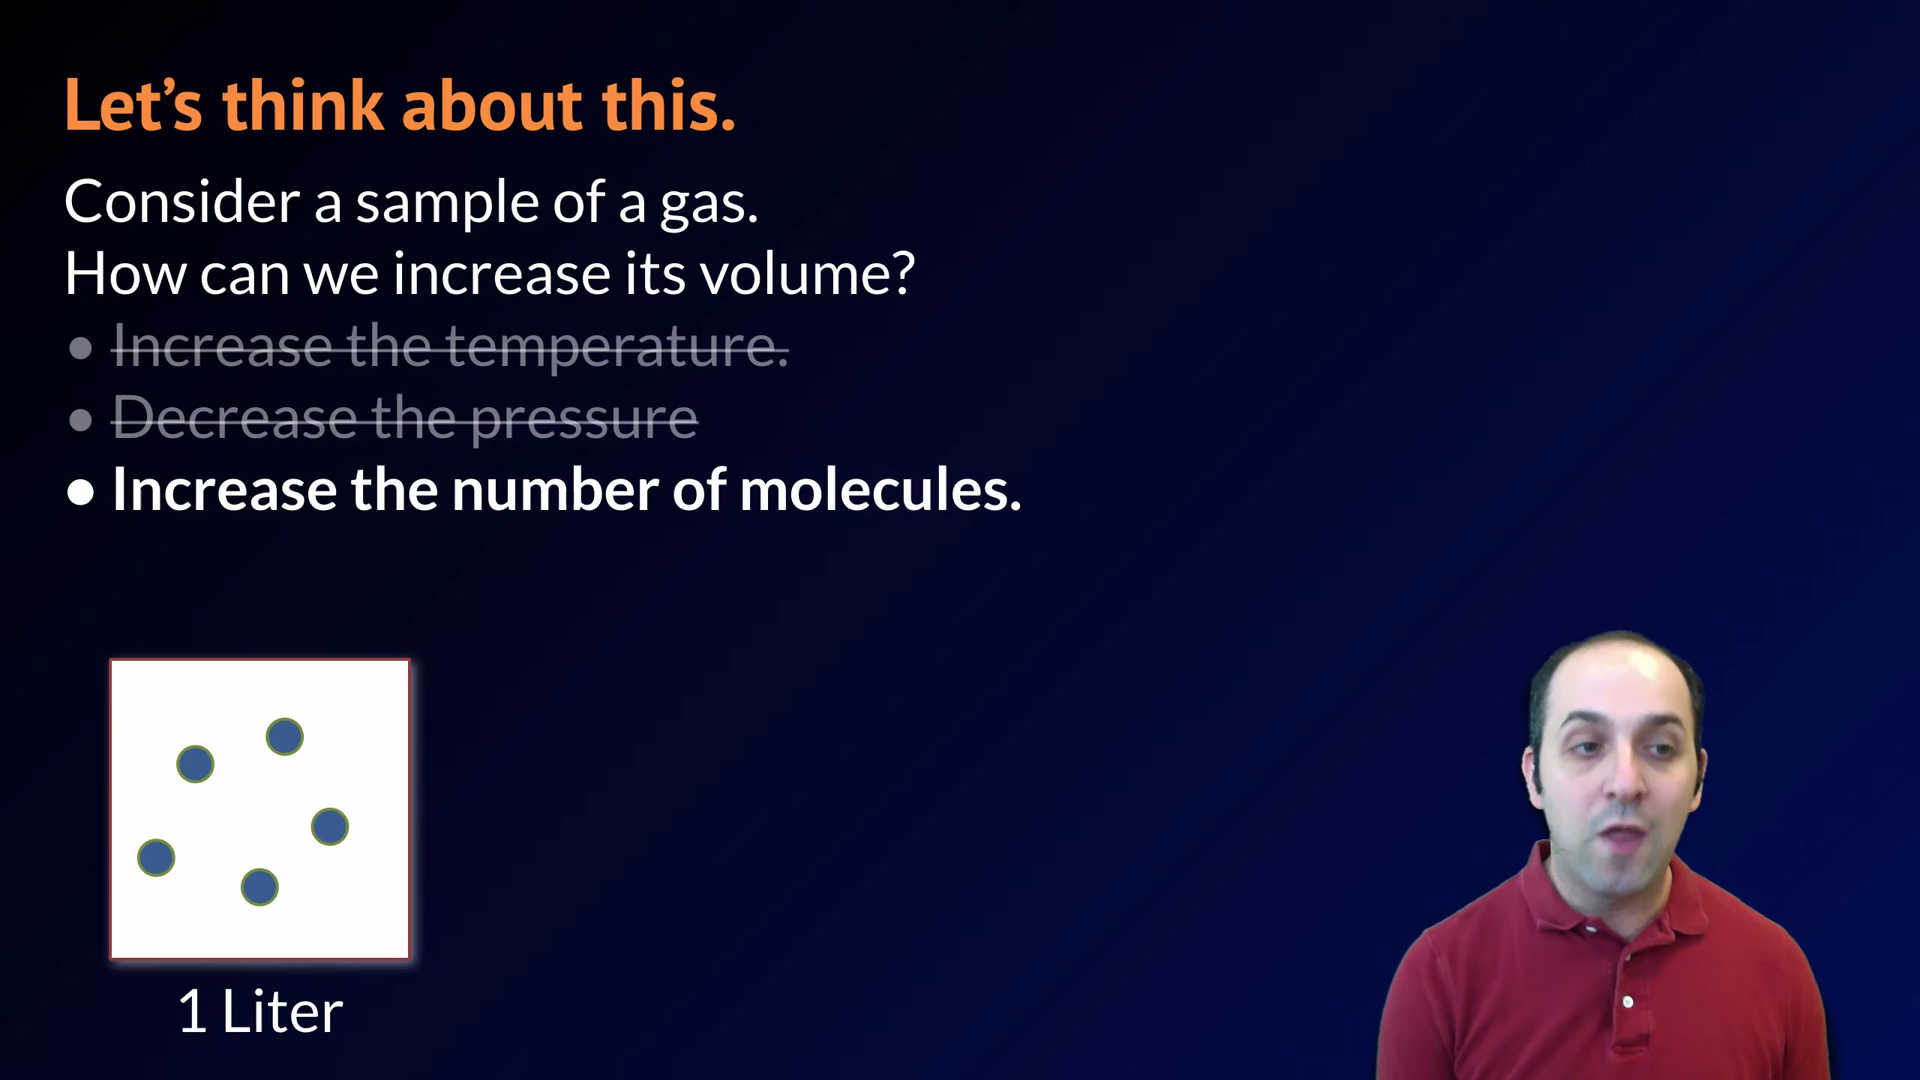 Let’s think about this.
Consider a sample of a gas.
How can we increase its volume?
• Increase the temperature.
• Decrease the pressure
• Increase the number of molecules.
1 Liter